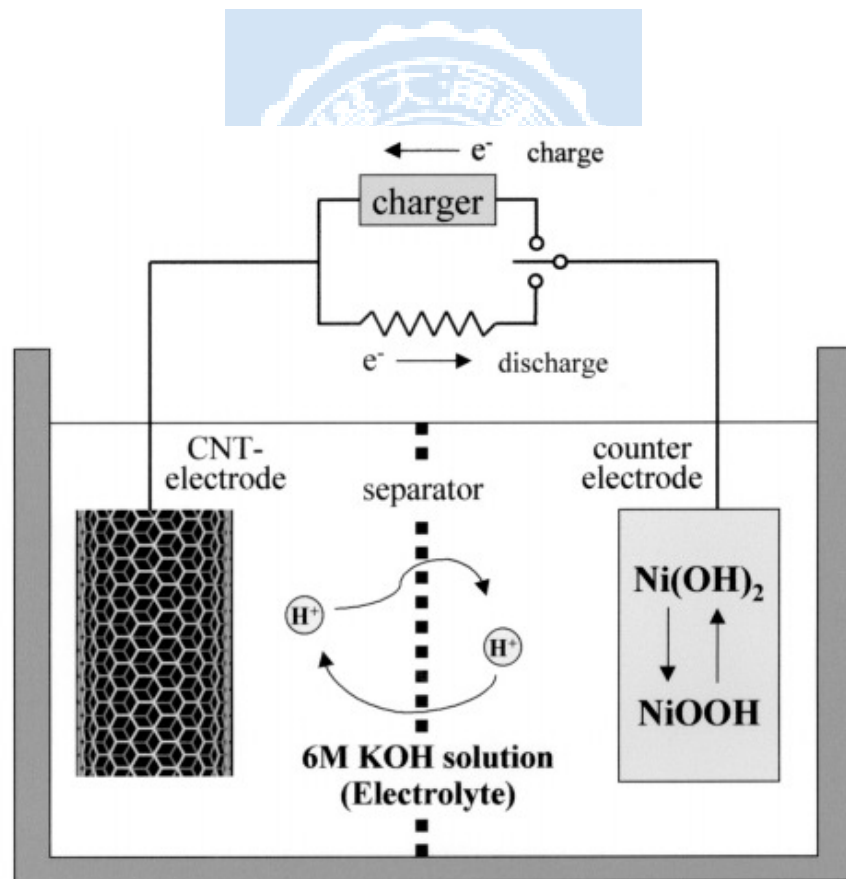 e⁻ charge
charger
e⁻ discharge
CNT-
electrode
counter
electrode
separator
Ni(OH)₂
H⁺
H⁺
NiOOH
6M KOH solution
(Electrolyte)